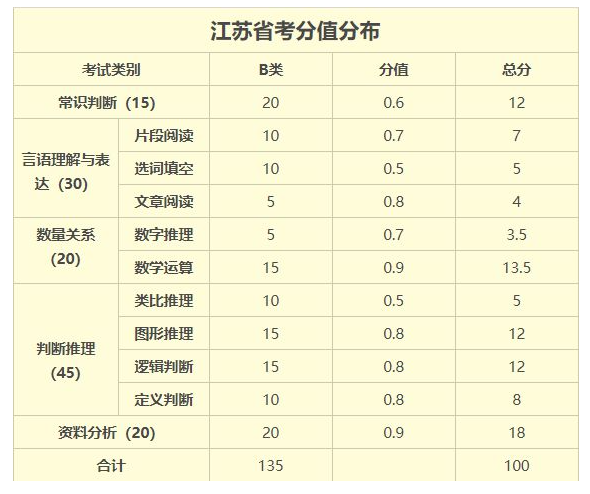 江苏省考分值分布
考试类别 B类 分值 总分
常识判断（15） 20 0.6 12
言语理解与表
达（30）
片段阅读 10 0.7 7
选词填空 10 0.5 5
文章阅读 5 0.8 4
数量关系
（20）
数字推理 5 0.7 3.5
数学运算 15 0.9 13.5
判断推理
（45）
类比推理 10 0.5 5
图形推理 15 0.8 12
逻辑判断 15 0.8 12
定义判断 10 0.8 8
资料分析（20） 20 0.9 18
合计 135 100